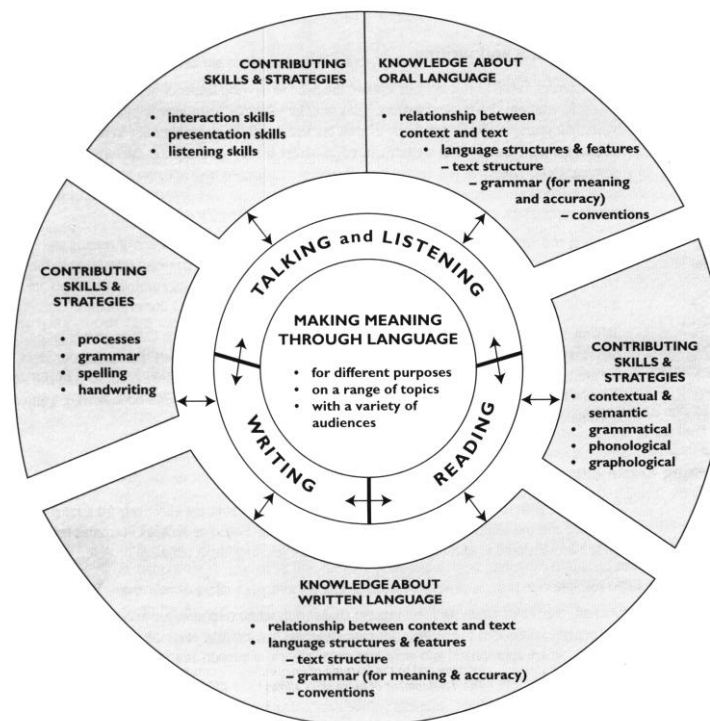 CONTRIBUTING
SKILLS & STRATEGIES
• interaction skills
• presentation skills
• listening skills
KNOWLEDGE ABOUT
ORAL LANGUAGE
• relationship between
context and text
• language structures & features
– text structure
– grammar (for meaning
and accuracy)
– conventions
CONTRIBUTING
SKILLS &
STRATEGIES
• processes
• grammar
• spelling
• handwriting
TALKING and LISTENING
MAKING MEANING
THROUGH LANGUAGE
• for different purposes
• on a range of topics
• with a variety of
audiences
WRITING
READING
CONTRIBUTING
SKILLS &
STRATEGIES
• contextual &
• semantic
• grammatical
• phonological
• graphological
KNOWLEDGE ABOUT
WRITTEN LANGUAGE
• relationship between context and text
• language structures & features
– text structure
– grammar (for meaning & accuracy)
– conventions